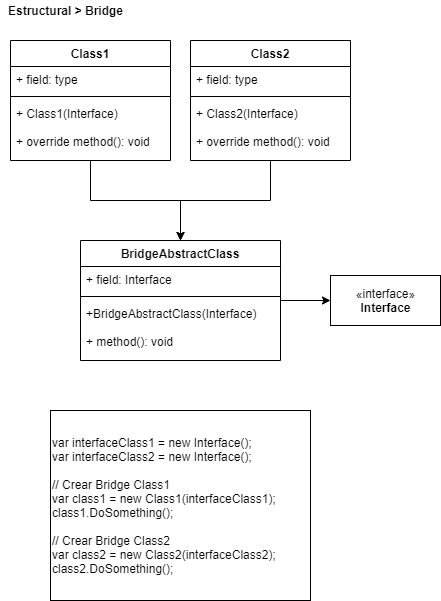 Estructural > Bridge
Class1
+ field: type
+ Class1(Interface)
+ override method(): void
Class2
+ field: type
+ Class2(Interface)
+ override method(): void
BridgeAbstractClass
+ field: Interface
+BridgeAbstractClass(Interface)
+ method(): void
«interface»
Interface
var interfaceClass1 = new Interface();
var interfaceClass2 = new Interface();
// Crear Bridge Class1
var class1 = new Class1(interfaceClass1);
class1.DoSomething();
// Crear Bridge Class2
var class2 = new Class2(interfaceClass2);
class2.DoSomething();